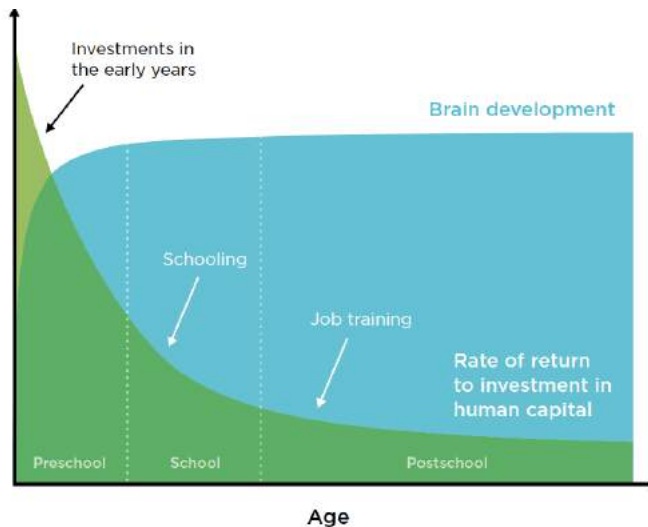 Investments in
the early years
Brain development
Schooling
Job training
Rate of return
to investment in
human capital
Preschool
School
Postschool
Age